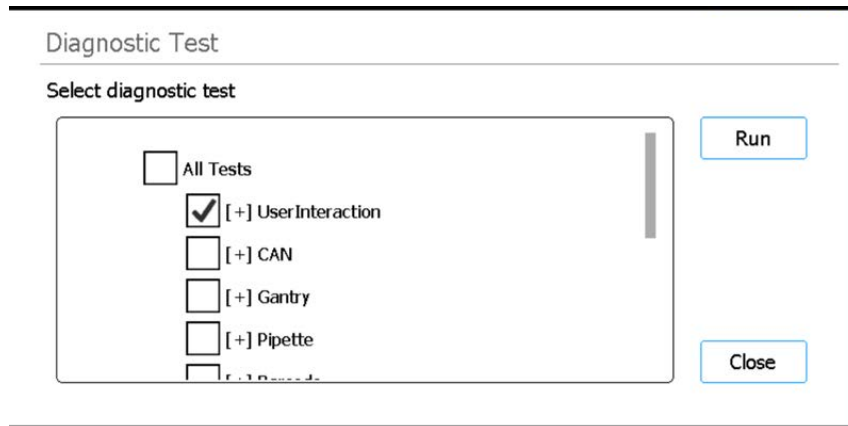 Diagnostic Test
Select diagnostic test
Run
All Tests
[+] UserInteraction
[+] CAN
[+] Gantry
[+] Pipette
Close